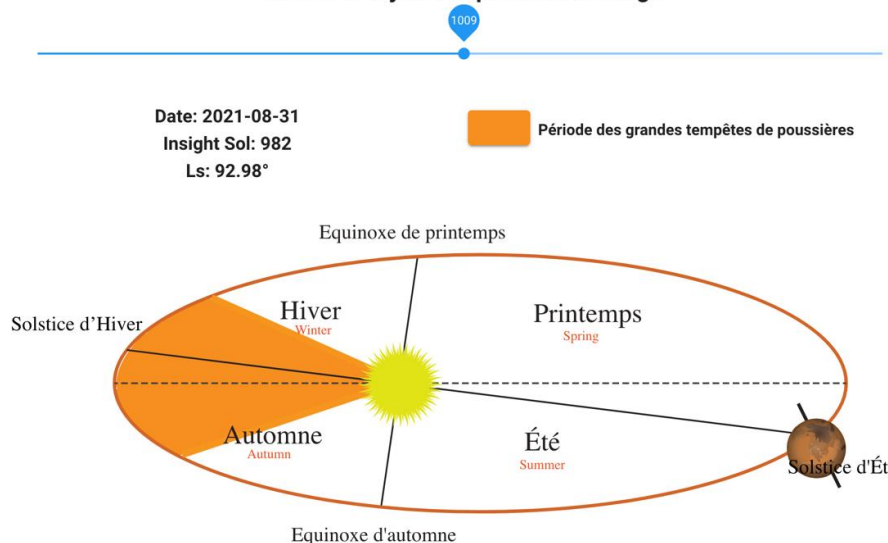 1009
Date: 2021-08-31
Insight Sol: 982
Ls: 92.98°
Période des grandes tempêtes de poussières
Equinoxe de printemps
Solstice d’Hiver
Hiver
Winter
Printemps
Spring
Automne
Autumn
Été
Summer
Solstice d'Ét
Equinoxe d'automne